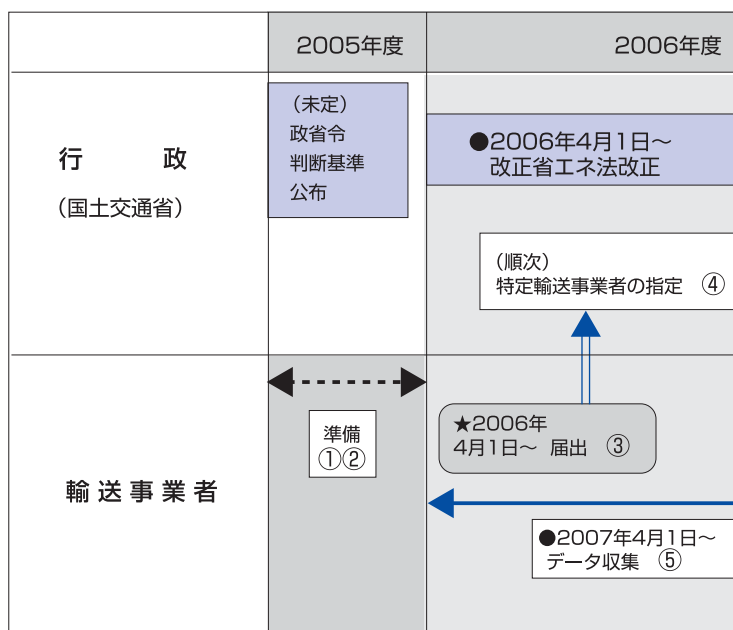 2005年度
2006年度
行 政
(国土交通省)
(未定)
政省令
判断基準
公布
●2006年4月1日〜
改正省エネ法改正
(順次)
特定輸送事業者の指定 ④
輸送事業者
準備
①②
★2006年
4月1日〜 届出 ③
●2007年4月1日〜
データ収集 ⑤